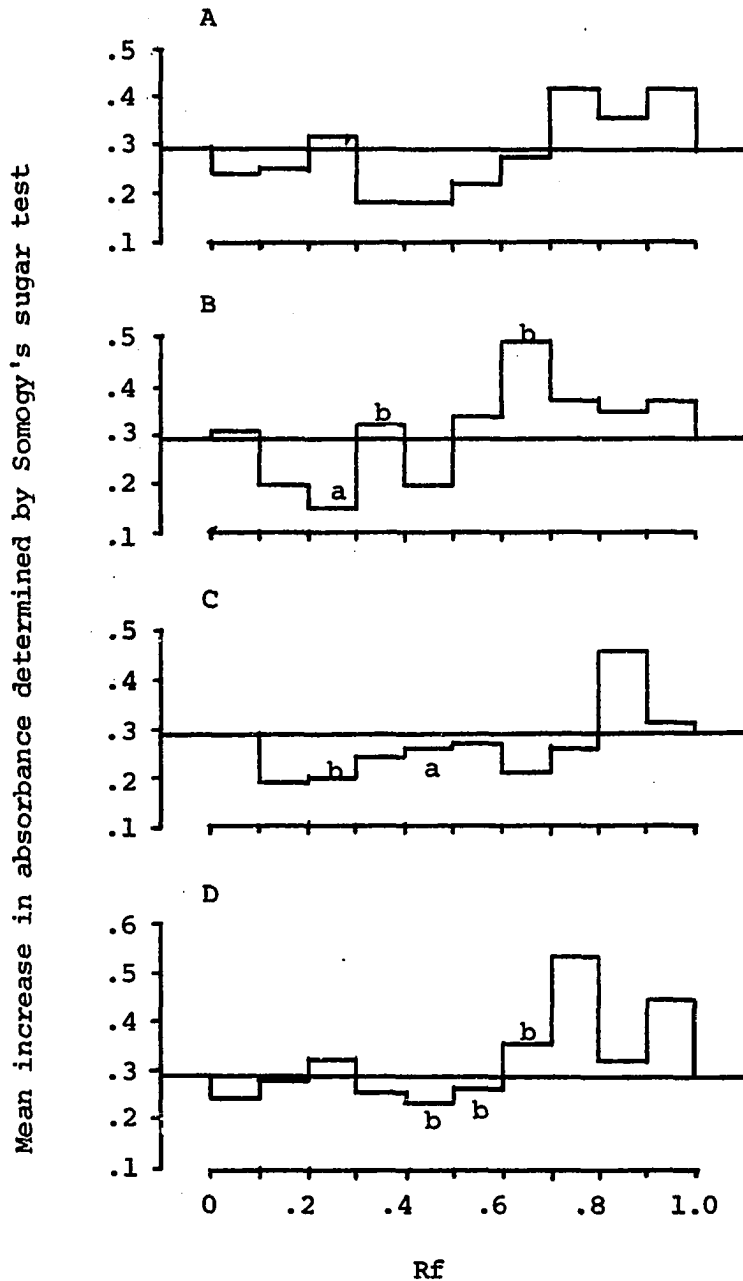 Mean increase in absorbance determined by Somogy's sugar test
A
.5
.4
.3
.2
.1
B
.5
.4
.3
.2
.1
b
b
a
C
.5
.4
.3
.2
.1
b
a
D
.6
.5
.4
.3
.2
.1
b
b
b
0 .2 .4 .6 .8 1.0
Rf